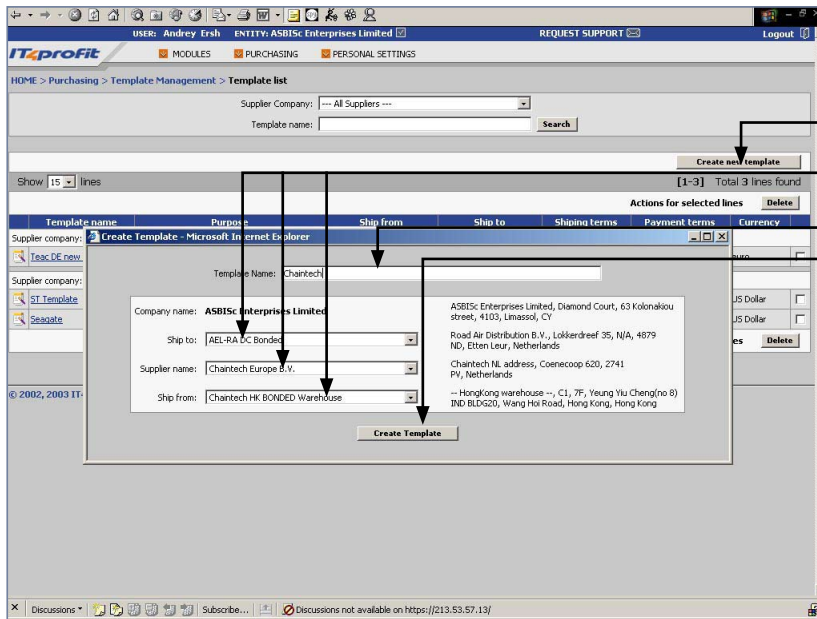 USER: Andrey Ersh ENTITY: ASBISc Enterprises Limited REQUEST SUPPORT Logout
IT4profit MODULES PURCHASING PERSONAL SETTINGS
HOME > Purchasing > Template Management > Template list
Supplier Company: --- All Suppliers ---
Template name: Search
Create new template
Show 15 lines [1-3] Total 3 lines found
Actions for selected lines Delete
Template name Purpose Ship from Ship to Shiping terms Payment terms Currency
Supplier company:
Create Template - Microsoft Internet Explorer
Teac DE new
Template Name: Chaintech
Supplier company:
ST Template US Dollar
Seagate US Dollar
Delete
Company name: ASBISc Enterprises Limited
ASBISc Enterprises Limited, Diamond Court, 63 Kolonakiou
street, 4103, Limassol, CY
Ship to: AEL-RA DC Bonded
Road Air Distribution B.V., Lokkerdreef 35, N/A, 4879
ND, Etten Leur, Netherlands
Supplier name: Chaintech Europe B.V.
Chaintech NL address, Coenecoop 620, 2741
PV, Netherlands
Ship from: Chaintech HK BONDED Warehouse
-- HongKong warehouse --, C1, 7F, Yeung Yiu Cheng(no 8)
IND BLDG20, Wang Hoi Road, Hong Kong, Hong Kong
Create Template
© 2002, 2003 IT4
Discussions Subscribe... Discussions not available on https://213.53.57.13/